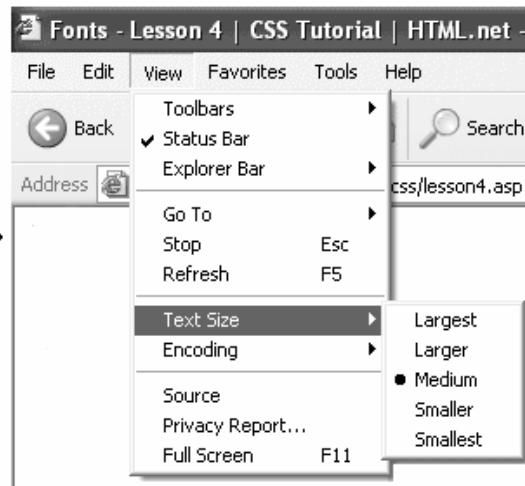 Fonts - Lesson 4 | CSS Tutorial | HTML.net -
File Edit View Favorites Tools Help
Back Search
Address css/lesson4.asp
Toolbars
Status Bar
Explorer Bar
Go To
Stop Esc
Refresh F5
Text Size
Encoding
Source
Privacy Report...
Full Screen F11
Largest
Larger
Medium
Smaller
Smallest